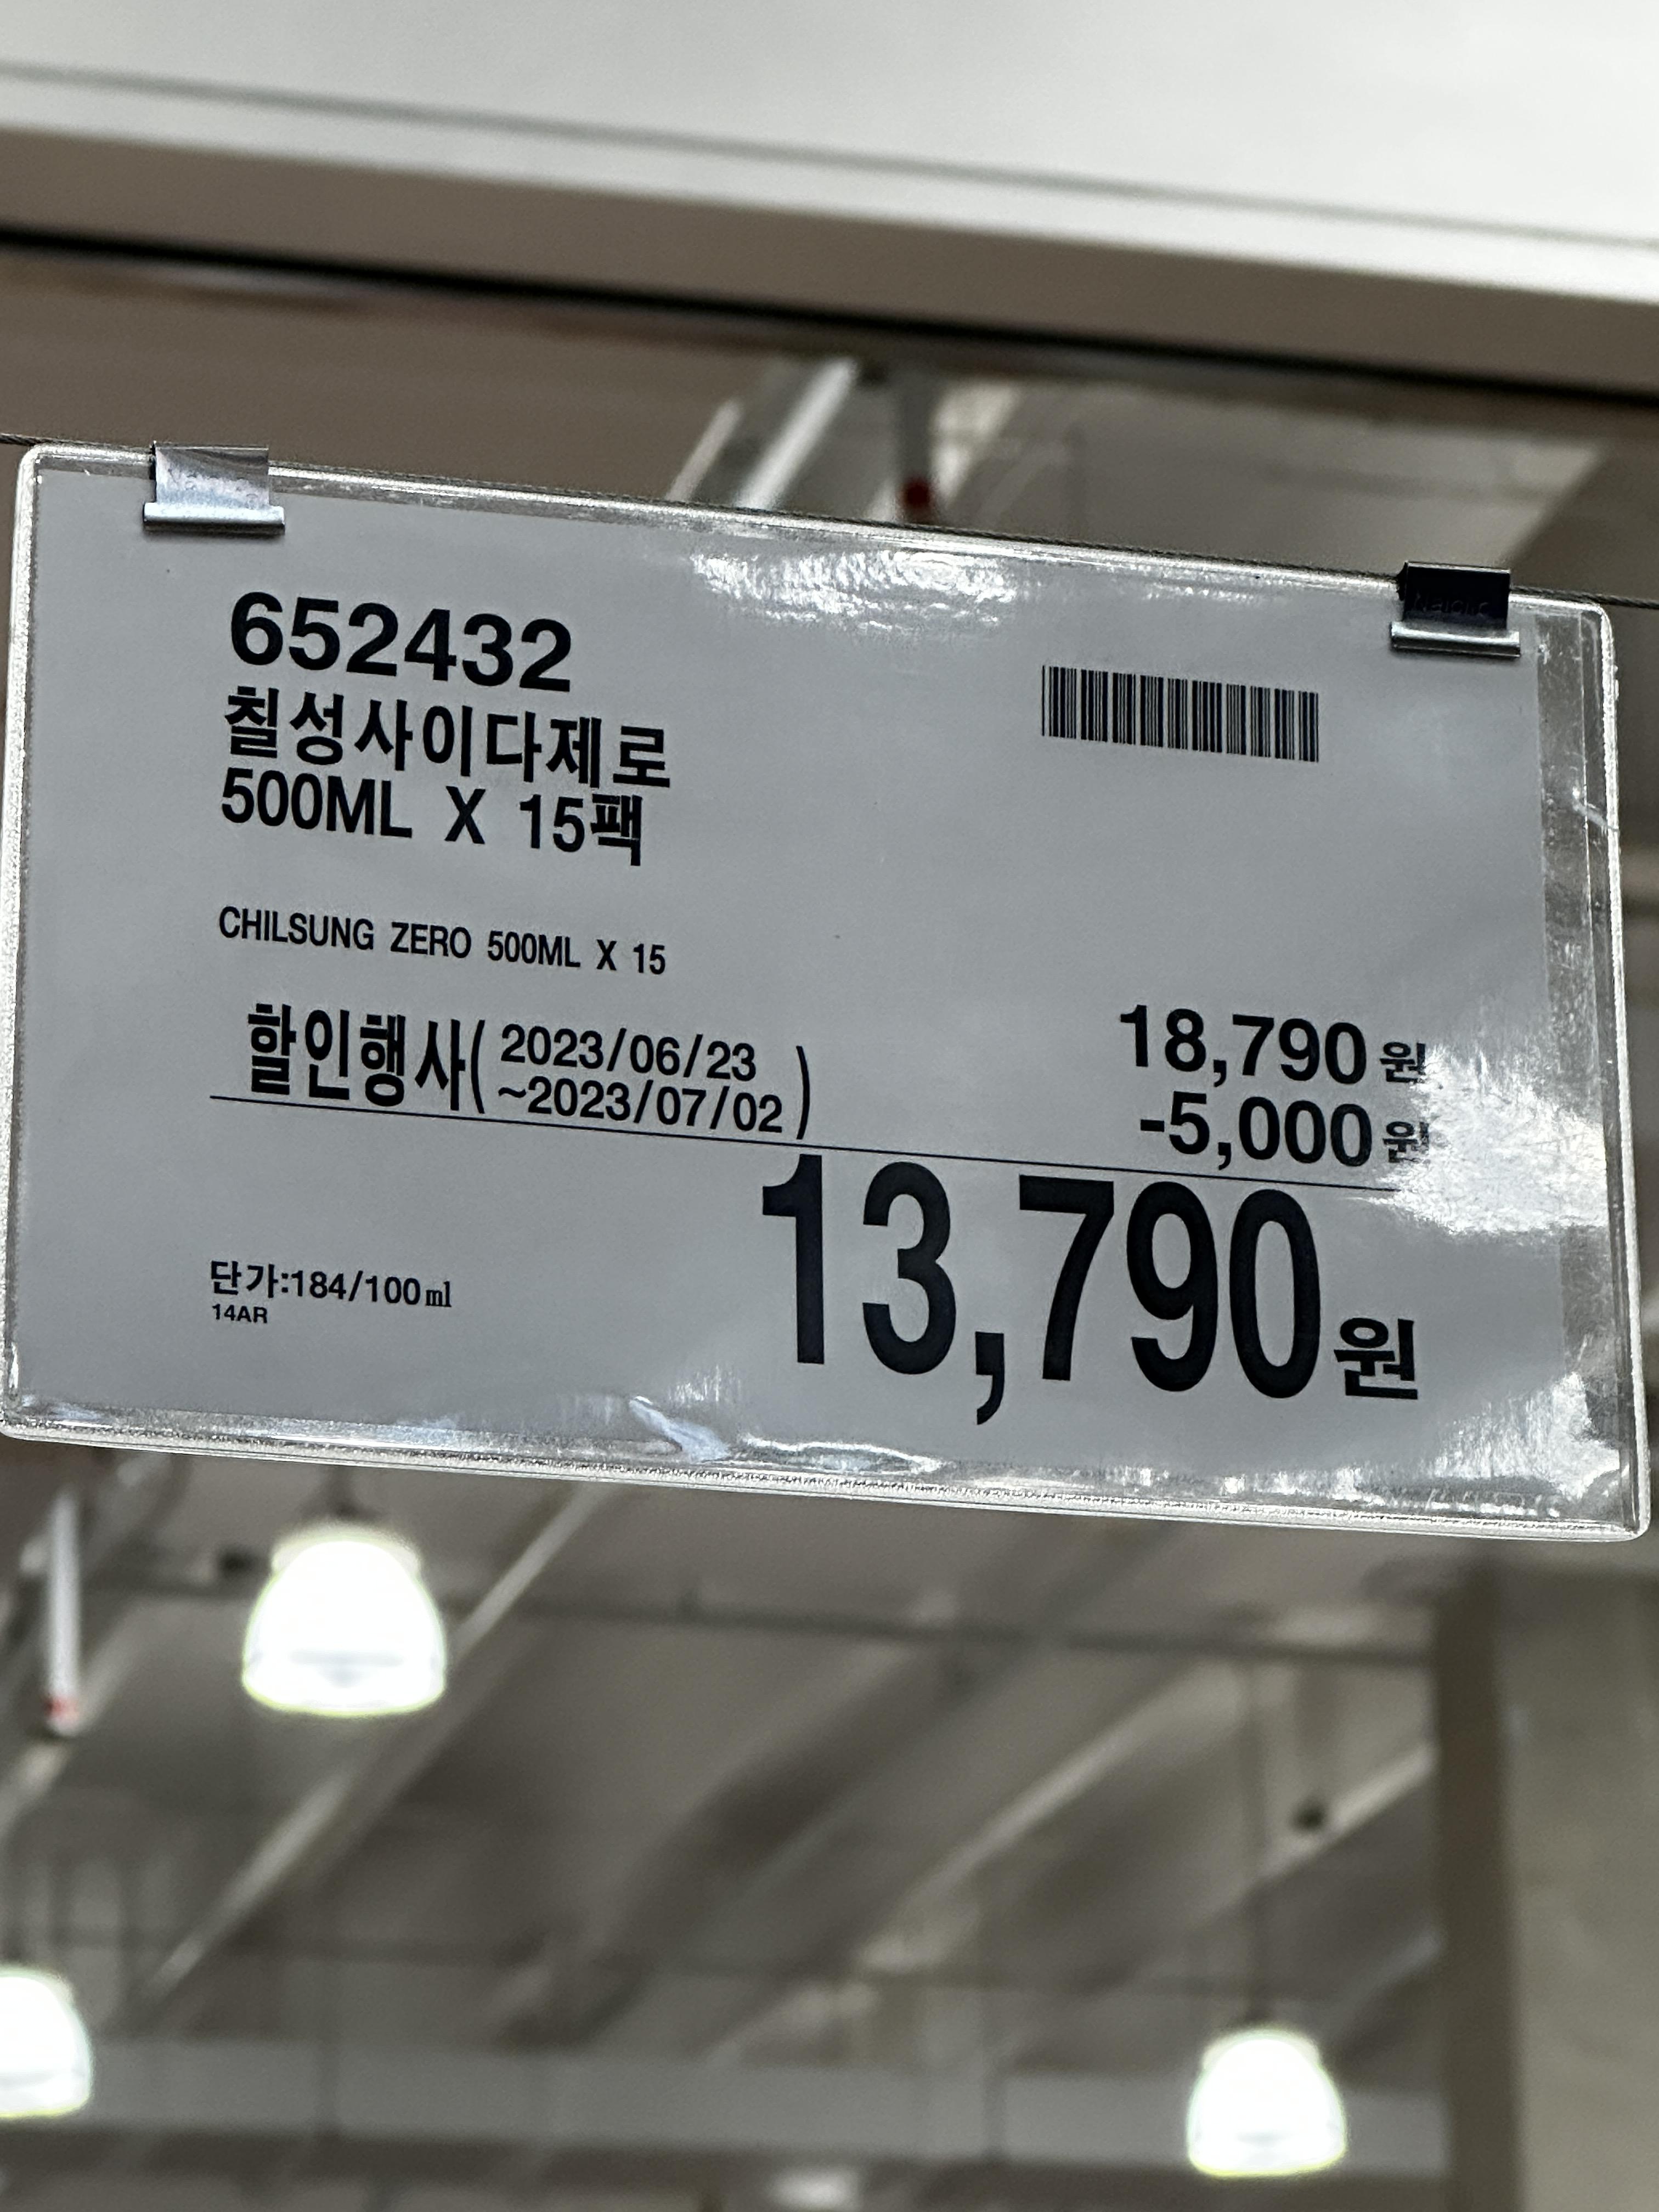 652432
칠성사이다제로
500ML X 15팩
CHILSUNG ZERO 500ML X 15
할인행사( 2023/06/23
~2023/07/02 )
18,790원
-5,000원
13,790원
단가:184/100㎖
14AR